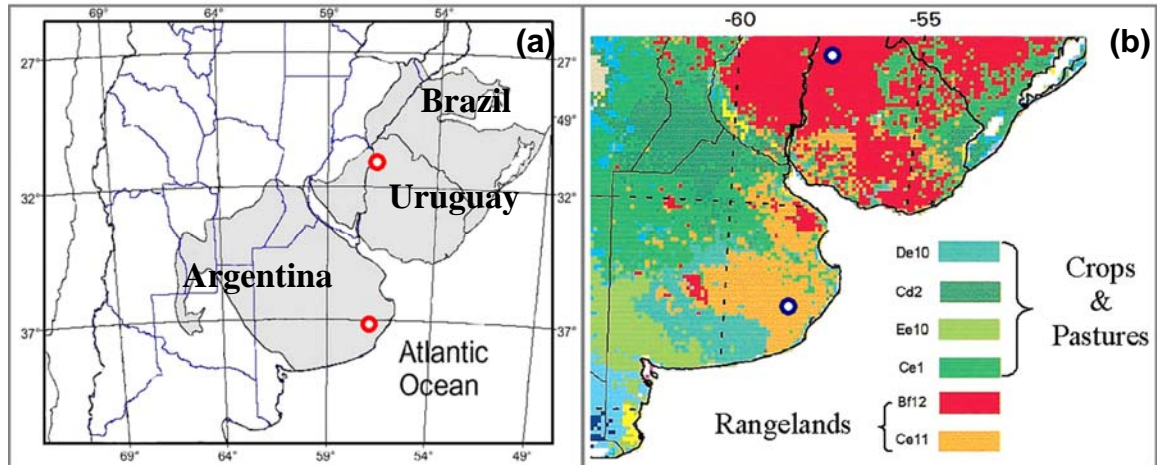 69°
64°
59°
54°
(a)
27°
27°
Brazil
49°
32°
Uruguay
32°
Argentina
37°
37°
Atlantic
Ocean
69°
64°
59°
54°
49°
-60
-55
(b)
De10
Cd2
Ee10
Ce1
Crops
&
Pastures
Bf12
Rangelands
Ce11